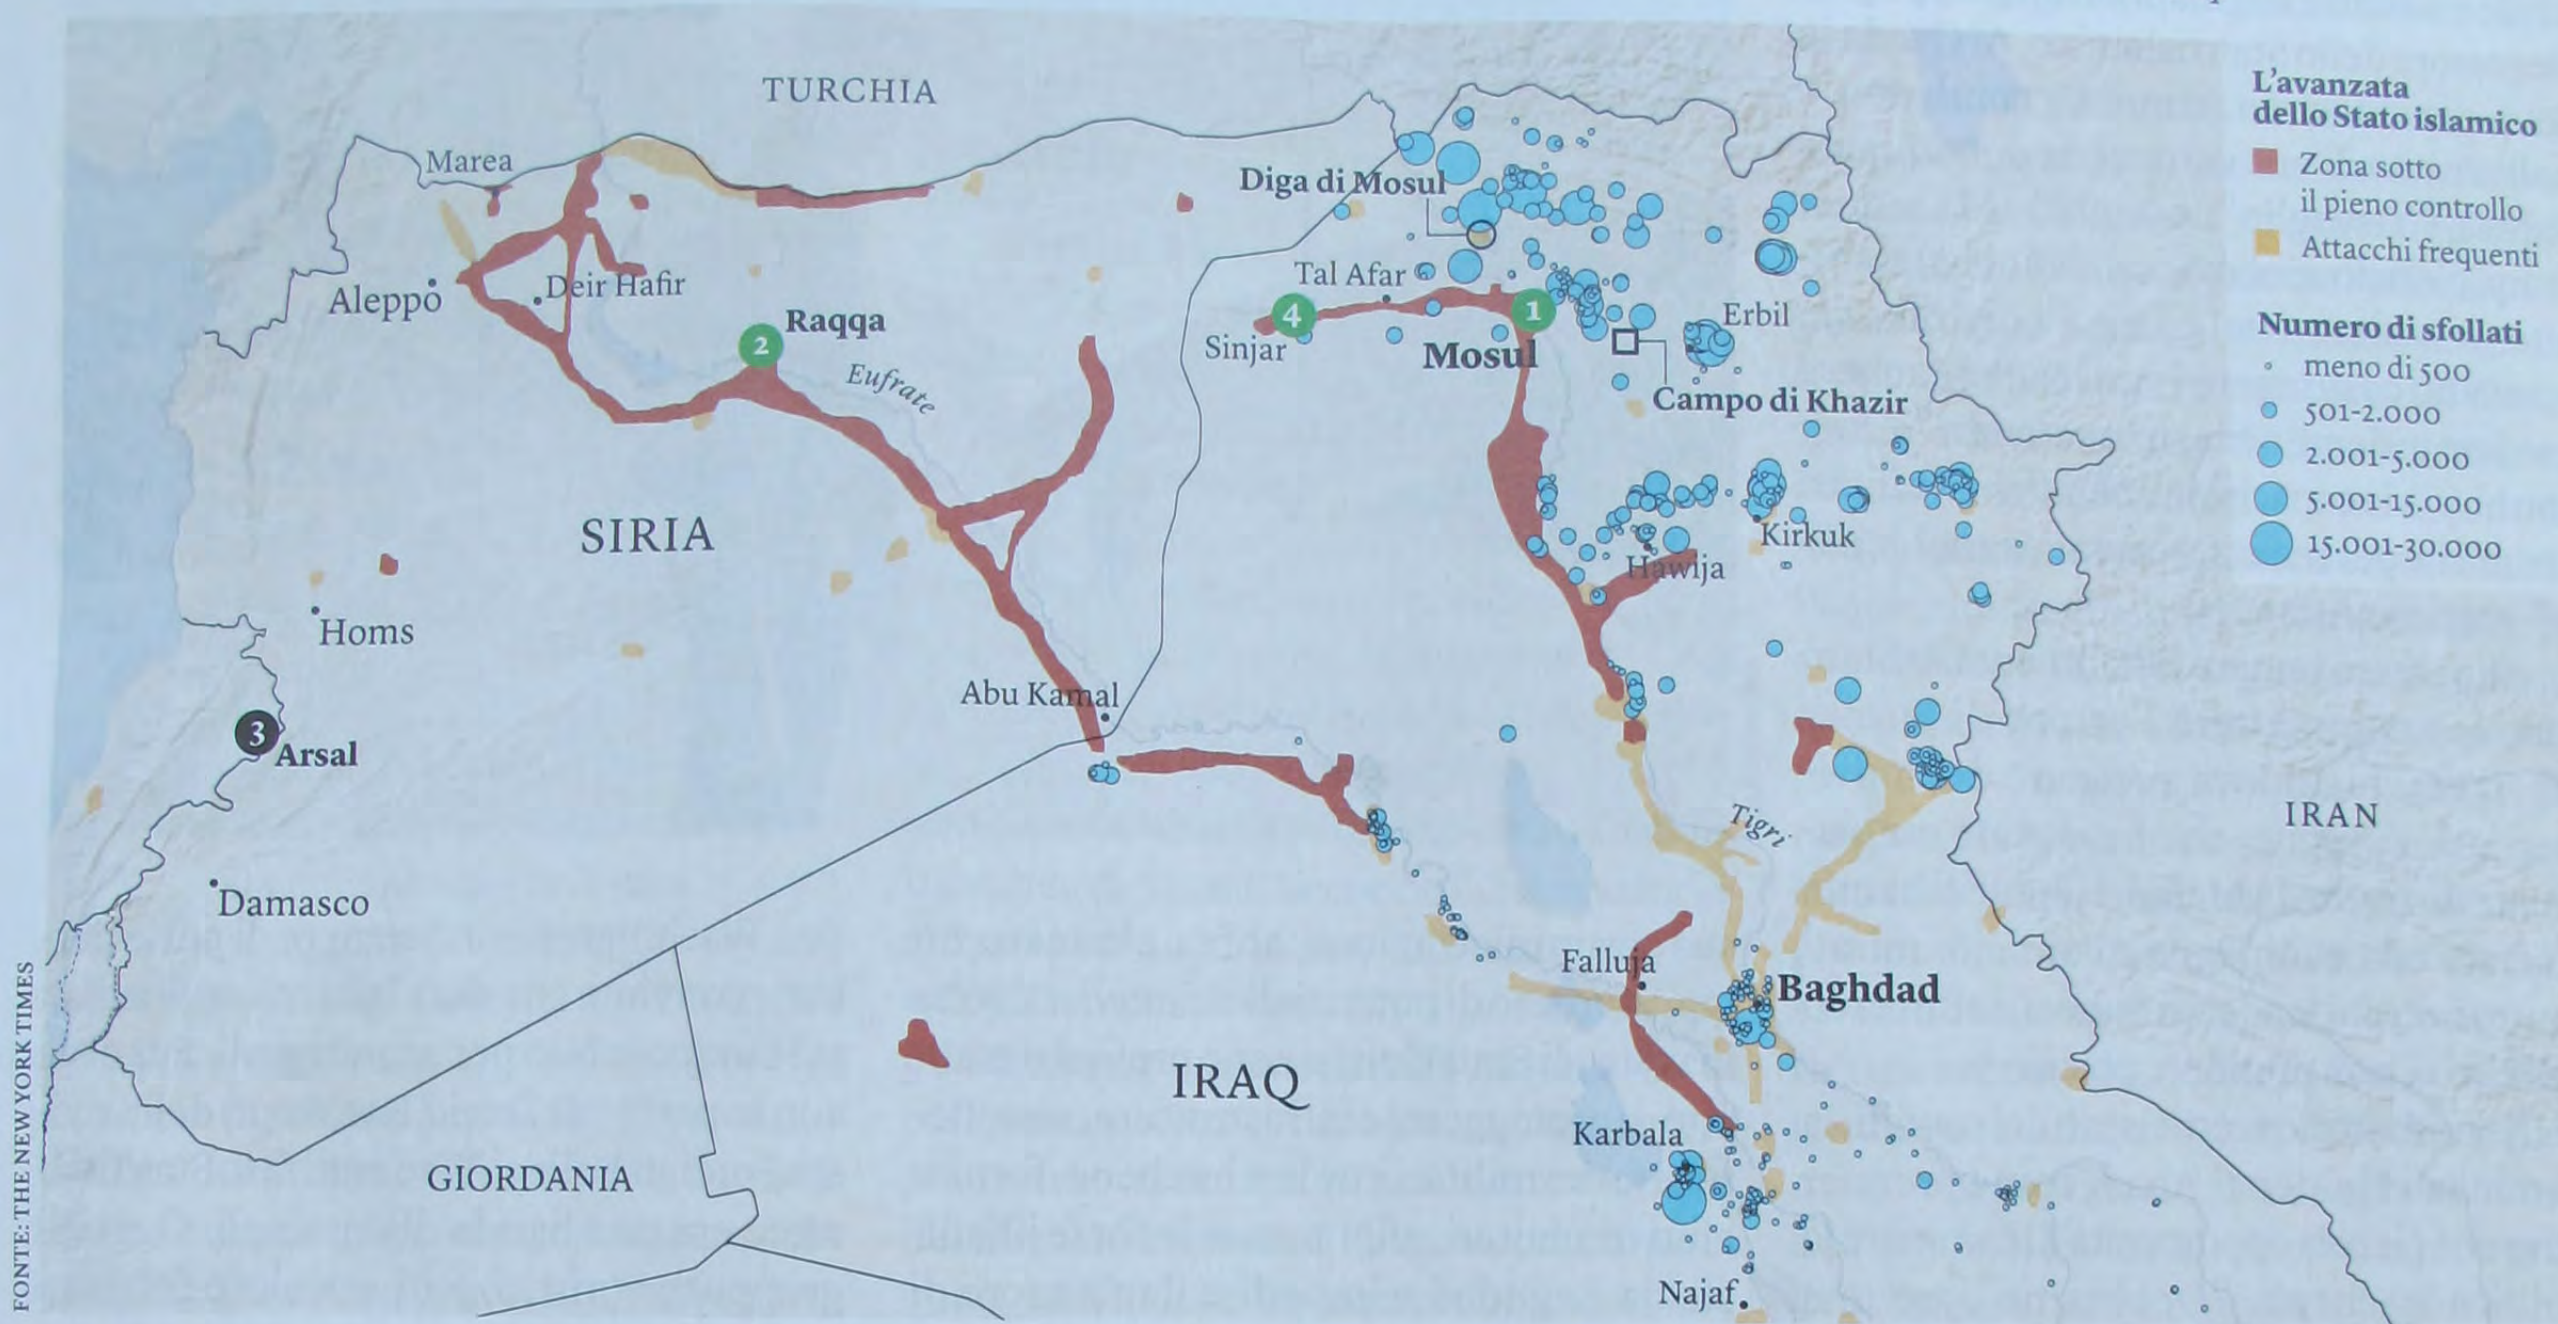 TURCHIA
Marea
Diga di Mosul
Tal Afar
Deir Hafir
Aleppo
Raqqa
2
4
1
Erbil
Sinjar
Mosul
Eufrate
Campo di Khazir
SIRIA
Kirkuk
Hawija
Homs
Abu Kamal
3
Arsal
Tigri
IRAN
Damasco
Falluja
Baghdad
IRAQ
Karbala
GIORDANIA
Najaf
L'avanzata
dello Stato islamico
Zona sotto
il pieno controllo
Attacchi frequenti
Numero di sfollati
meno di 500
501-2.000
2.001-5.000
5.001-15.000
15.001-30.000
FONTE: THE NEW YORK TIMES